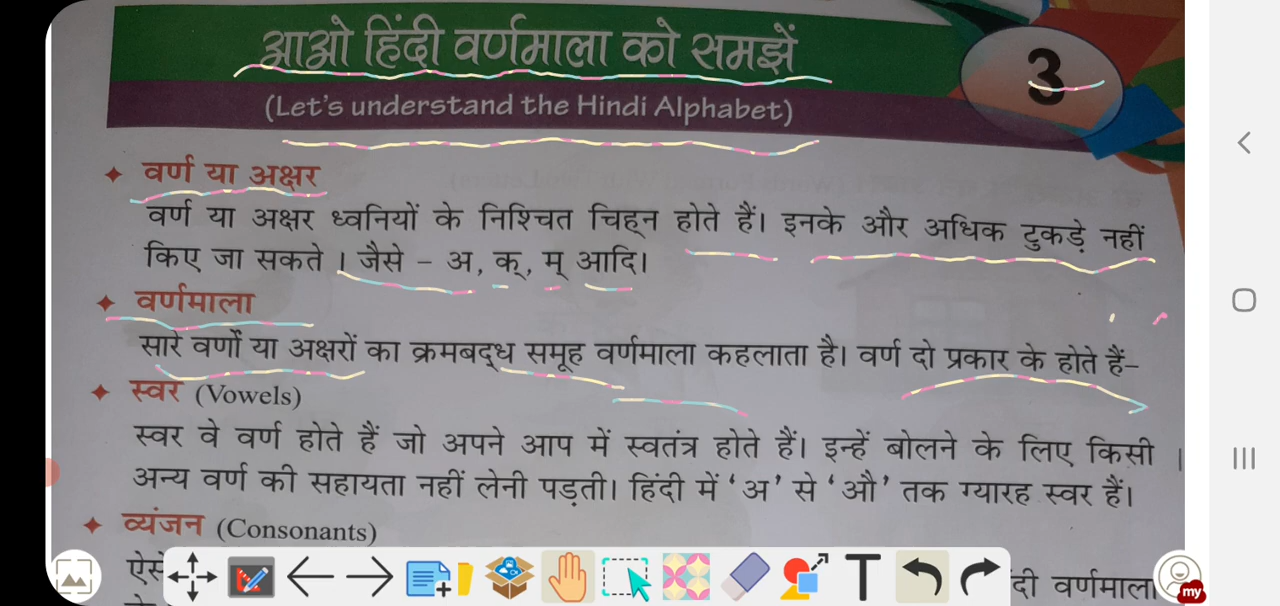 आओ हिंदी वर्णमाला को समझें
3
(Let's understand the Hindi Alphabet)
✦ वर्ण या अक्षर
वर्ण या अक्षर ध्वनियों के निश्चित चिह्न होते हैं। इनके और अधिक टुकड़े नहीं
किए जा सकते। जैसे – अ, क्, म् आदि।
✦ वर्णमाला
सारे वर्णों या अक्षरों का क्रमबद्ध समूह वर्णमाला कहलाता है। वर्ण दो प्रकार के होते हैं–
✦ स्वर (Vowels)
स्वर वे वर्ण होते हैं जो अपने आप में स्वतंत्र होते हैं। इन्हें बोलने के लिए किसी
अन्य वर्ण की सहायता नहीं लेनी पड़ती। हिंदी में 'अ' से 'औ' तक ग्यारह स्वर हैं।
✦ व्यंजन (Consonants)
वर्णमाला
T
my